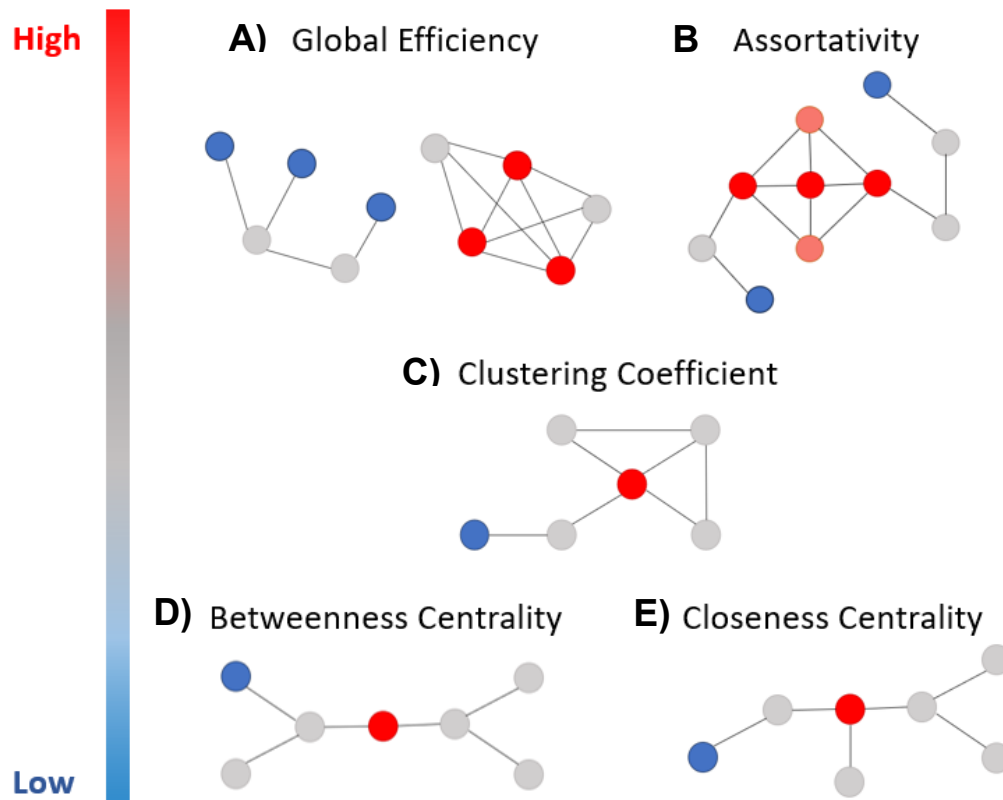 High
A) Global Efficiency
B Assortativity
C) Clustering Coefficient
D) Betweenness Centrality
E) Closeness Centrality
Low